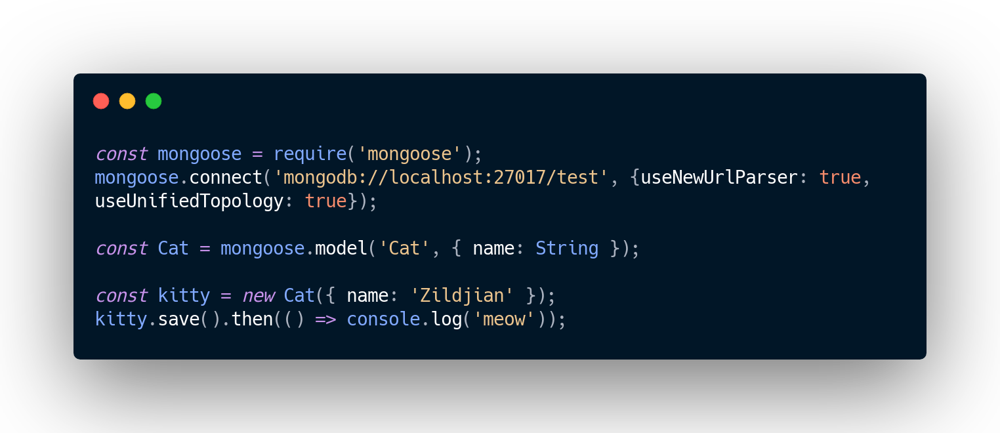 const mongoose = require('mongoose');
mongoose.connect('mongodb://localhost:27017/test', {useNewUrlParser: true,
useUnifiedTopology: true});
const Cat = mongoose.model('Cat', { name: String });
const kitty = new Cat({ name: 'Zildjian' });
kitty.save().then(() => console.log('meow'));